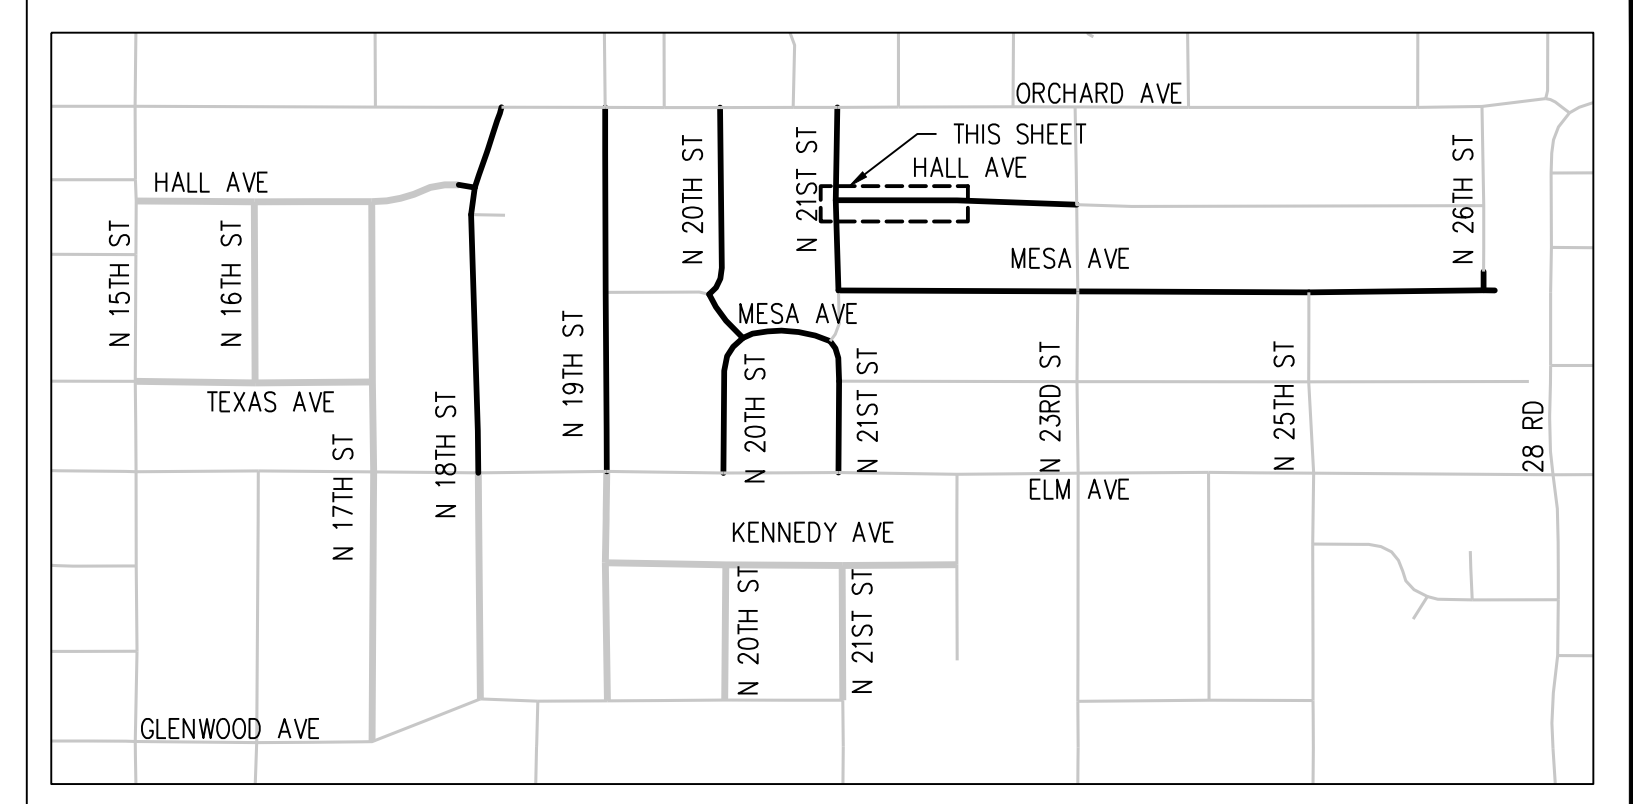 ORCHARD AVE
THIS SHEET
HALL AVE
HALL AVE
N 15TH ST
N 16TH ST
N 20TH ST
N 21ST ST
N 26TH ST
MESA AVE
MESA AVE
N 19TH ST
TEXAS AVE
N 17TH ST
N 18TH ST
N 20TH ST
N 21ST ST
N 23RD ST
N 25TH ST
28 RD
ELM AVE
KENNEDY AVE
N 20TH ST
N 21ST ST
GLENWOOD AVE